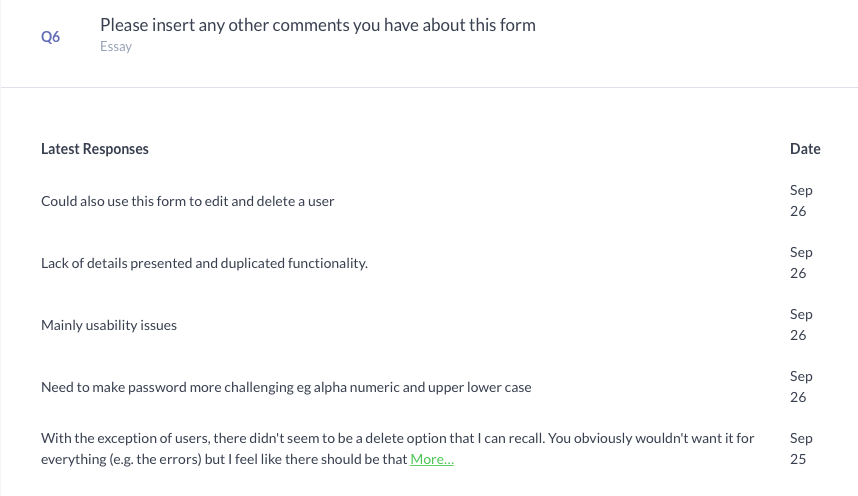 Q6
Please insert any other comments you have about this form
Essay
Latest Responses
Date
Could also use this form to edit and delete a user
Sep
26
Lack of details presented and duplicated functionality.
Sep
26
Mainly usability issues
Sep
26
Need to make password more challenging eg alpha numeric and upper lower case
Sep
26
With the exception of users, there didn't seem to be a delete option that I can recall. You obviously wouldn't want it for
everything (e.g. the errors) but I feel like there should be that More...
Sep
25